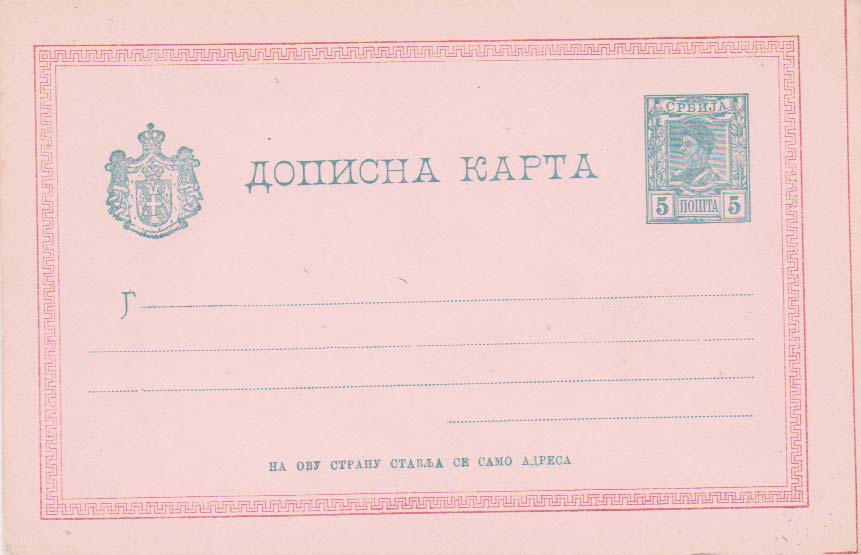 СРБИЈА
ДОПИСНА КАРТА
5 ПОШТА 5
Г
НА ОВУ СТРАНУ СТАВЉА СЕ САМО АДРЕСА